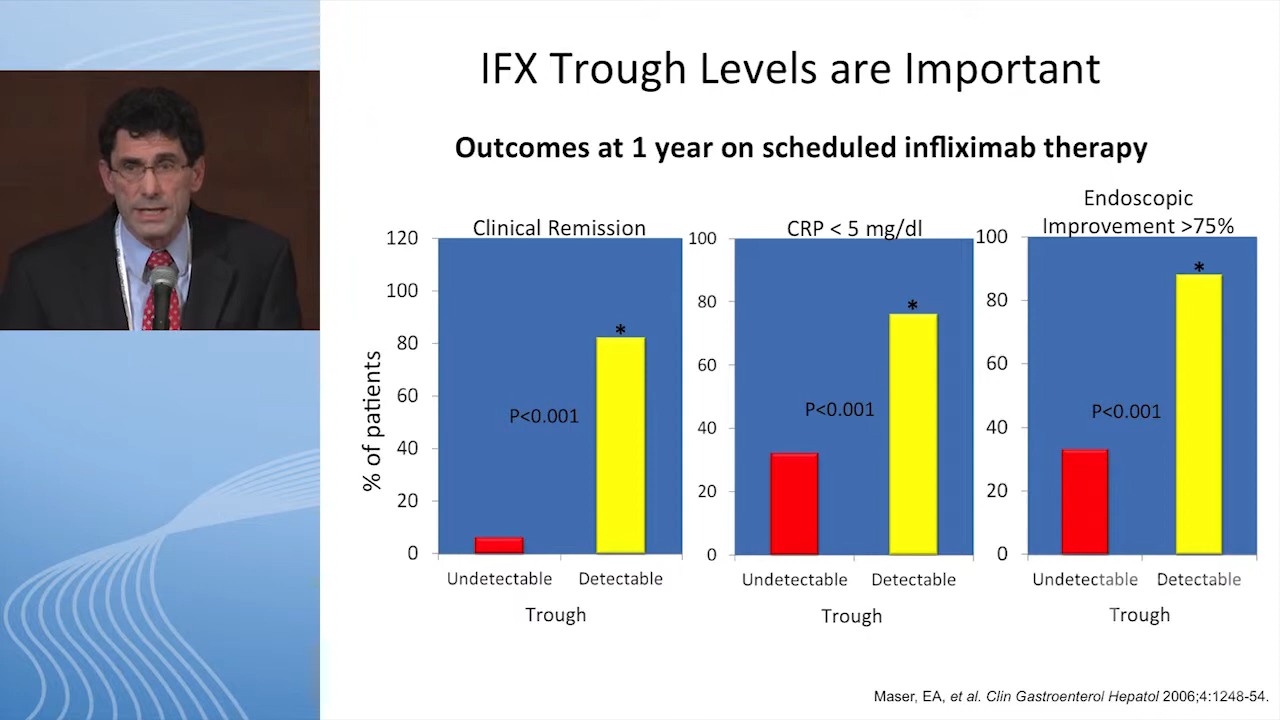 IFX Trough Levels are Important
Outcomes at 1 year on scheduled infliximab therapy
% of patients
Clinical Remission
120
100
80
60
40
20
0
*
P<0.001
Undetectable Detectable
Trough
CRP < 5 mg/dl
100
80
60
40
20
0
*
P<0.001
Undetectable Detectable
Trough
Endoscopic
Improvement >75%
100
80
60
40
20
0
*
P<0.001
Undetectable Detectable
Trough
Maser, EA, et al. Clin Gastroenterol Hepatol 2006;4:1248-54.